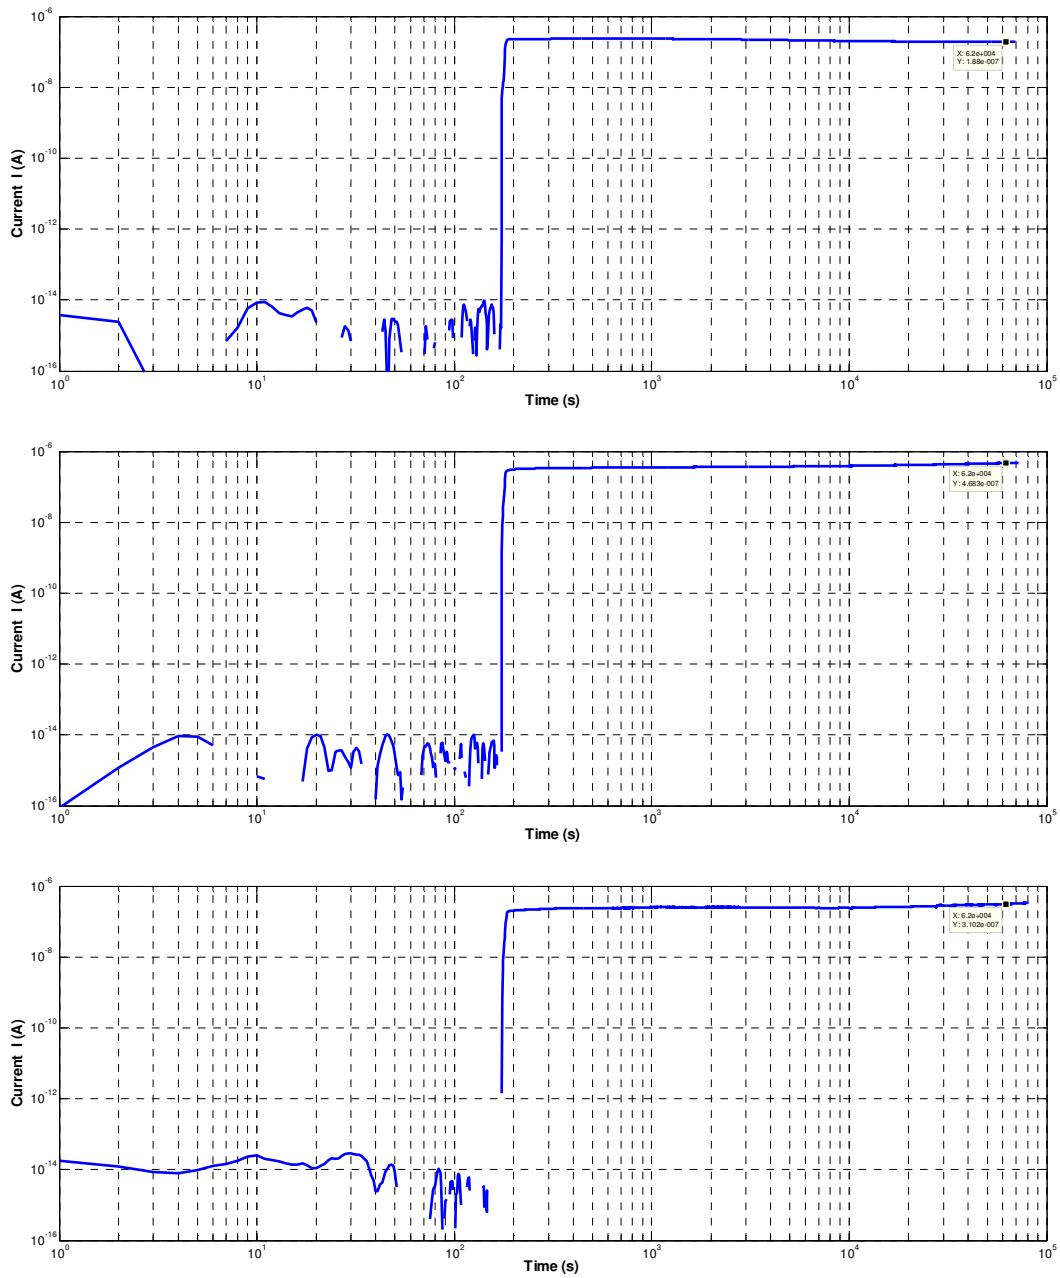 10^-6
X: 6.2e+004
Y: 1.88e-007
10^-8
10^-10
Current I (A)
10^-12
10^-14
10^-16
10^0 10^1 10^2 10^3 10^4 10^5
Time (s)
10^-6
X: 6.2e+004
Y: 4.683e-007
10^-8
10^-10
Current I (A)
10^-12
10^-14
10^-16
10^0 10^1 10^2 10^3 10^4 10^5
Time (s)
10^-6
X: 6.2e+004
Y: 3.102e-007
10^-8
10^-10
Current I (A)
10^-12
10^-14
10^-16
10^0 10^1 10^2 10^3 10^4 10^5
Time (s)